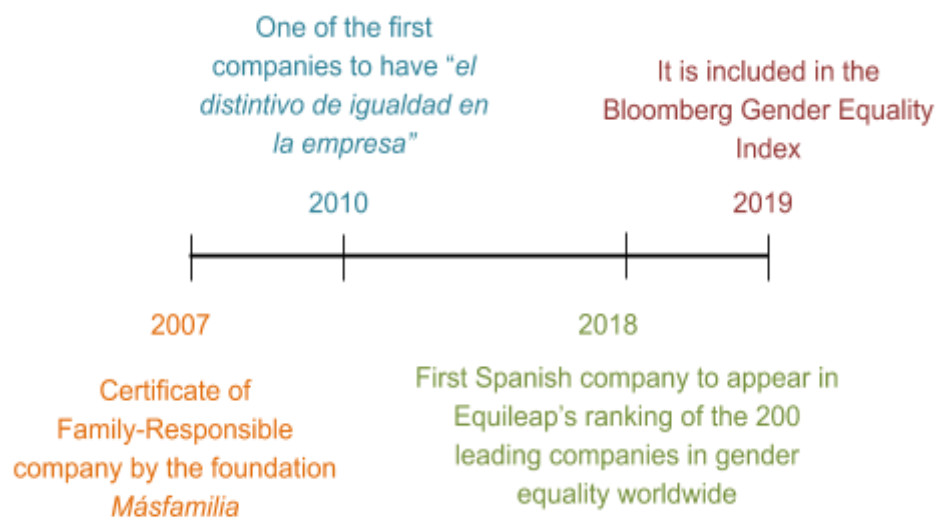 One of the first
companies to have “el
distintivo de igualdad en
la empresa”
2010
It is included in the
Bloomberg Gender Equality
Index
2019
2007
Certificate of
Family-Responsible
company by the foundation
Másfamilia
2018
First Spanish company to appear in
Equileap’s ranking of the 200
leading companies in gender
equality worldwide